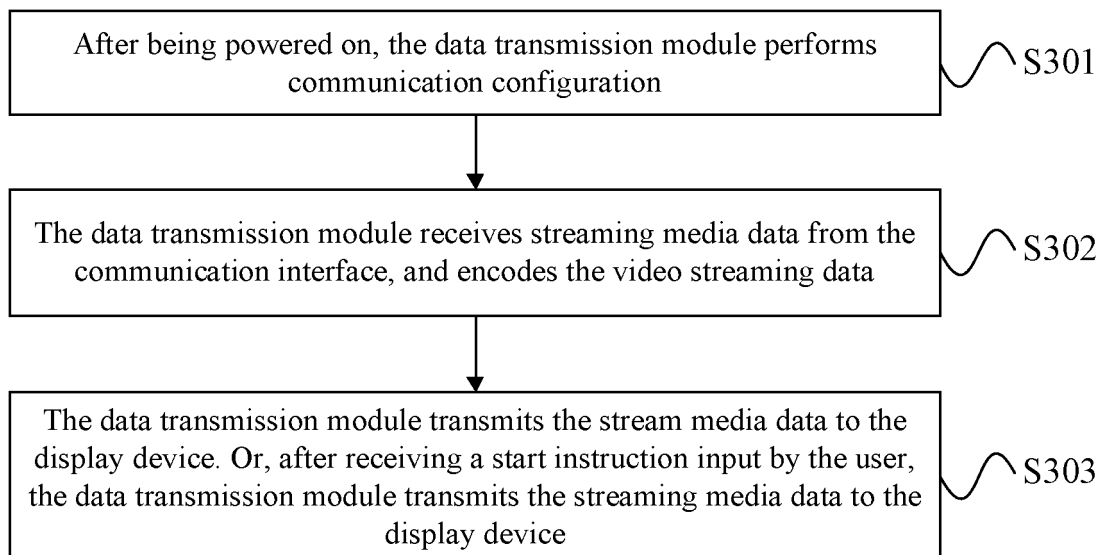 After being powered on, the data transmission module performs
communication configuration
S301
The data transmission module receives streaming media data from the
communication interface, and encodes the video streaming data
S302
The data transmission module transmits the stream media data to the
display device. Or, after receiving a start instruction input by the user,
the data transmission module transmits the streaming media data to the
display device
S303